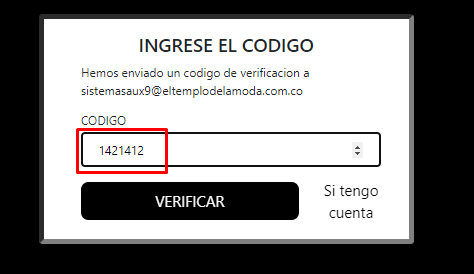 INGRESE EL CODIGO
Hemos enviado un codigo de verificacion a
sistemasaux9@eltemplodelamoda.com.co
CODIGO
1421412
VERIFICAR
Si tengo
cuenta